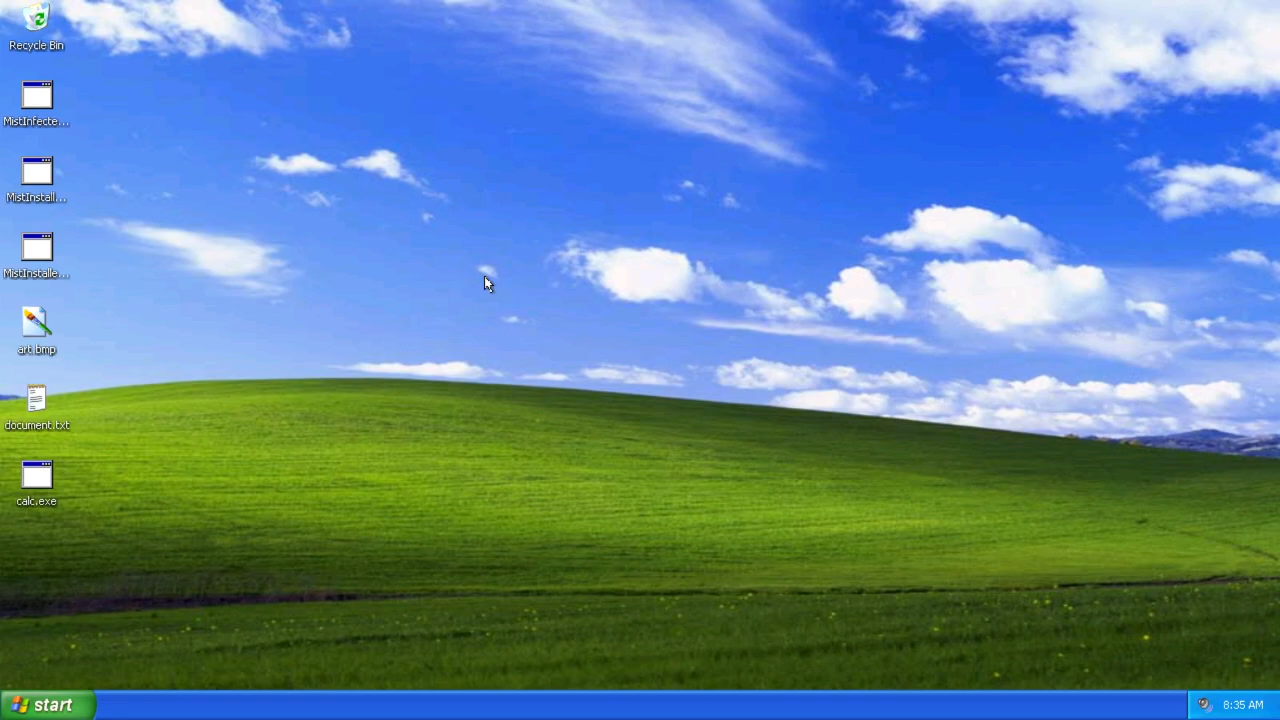 Recycle Bin
MistInfecte...
MistInstall...
MistInstalle...
art.bmp
document.txt
calc.exe
start
8:35 AM